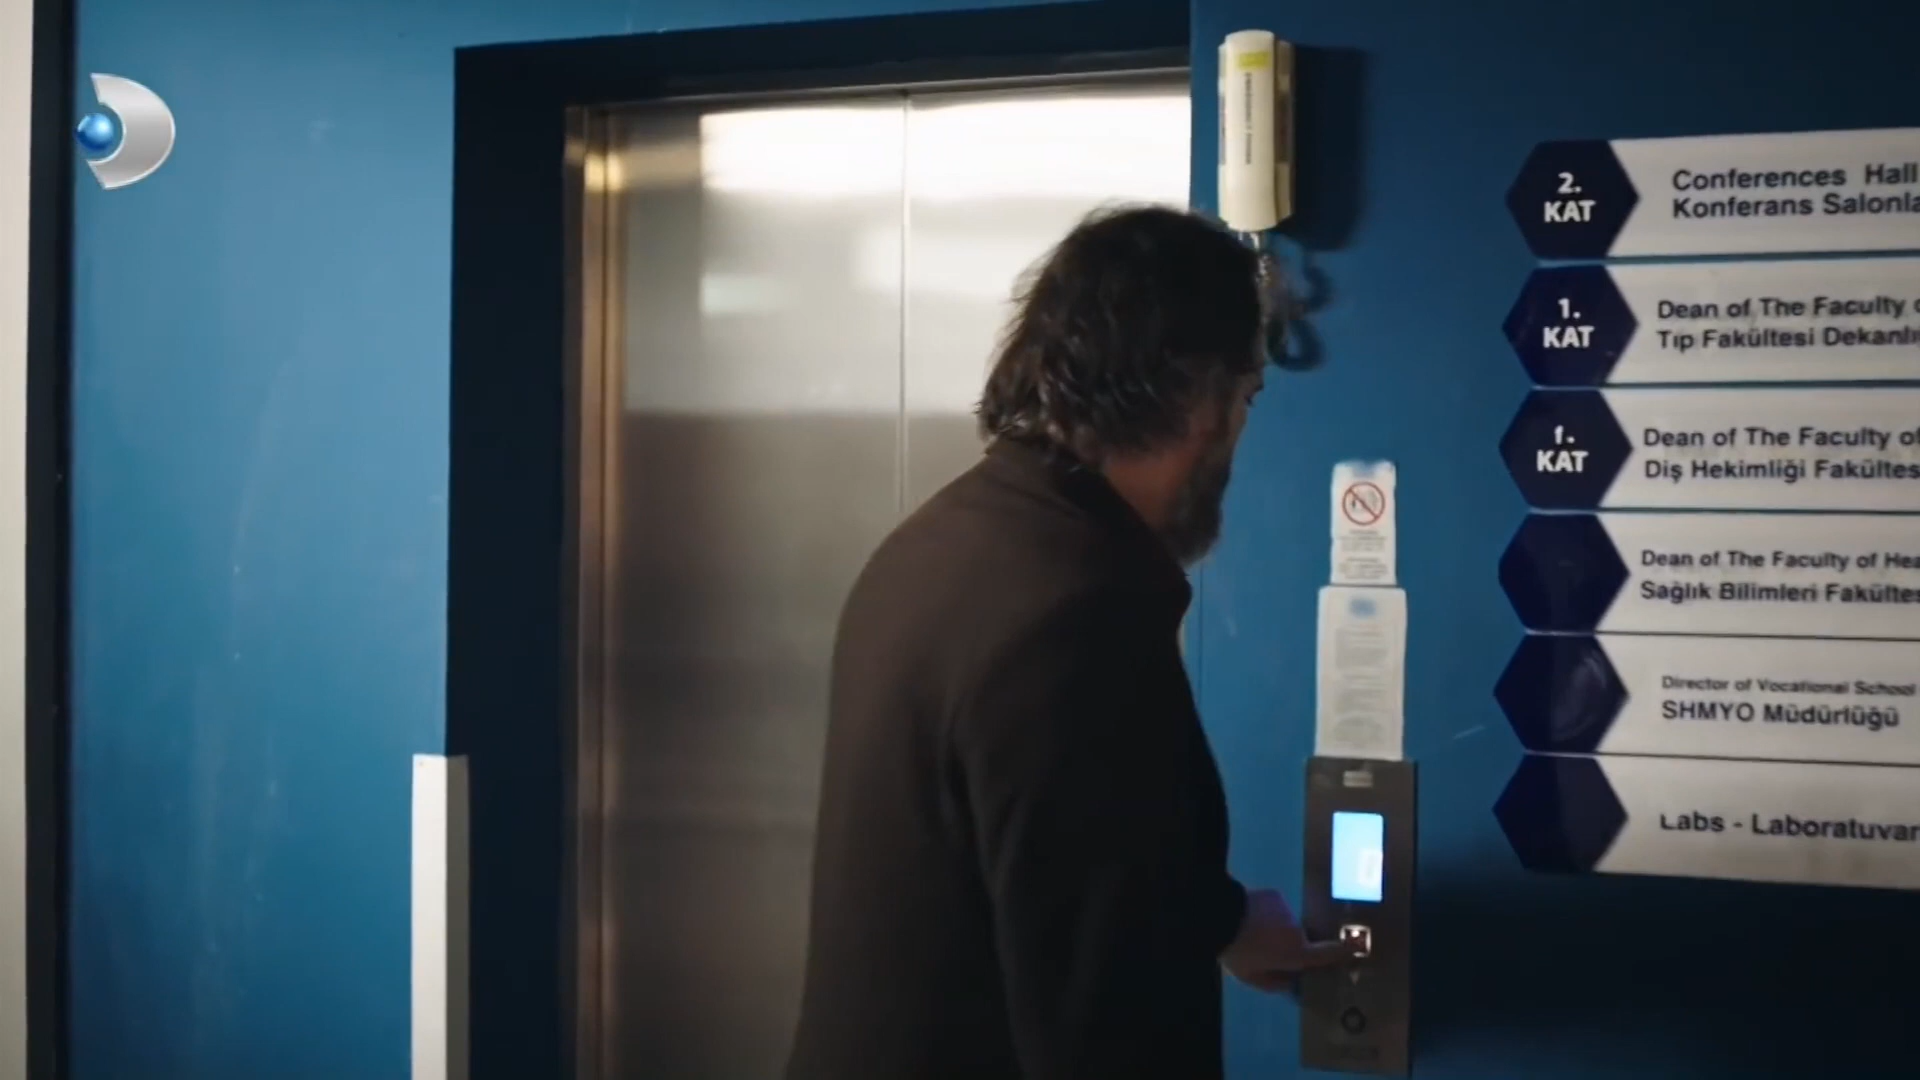 2.
KAT
Conferences Hall
Konferans Salonla
1.
KAT
Dean of The Faculty
Tıp Fakültesi Dekanlı
1.
KAT
Dean of The Faculty of
Diş Hekimliği Fakültes
Dean of The Faculty of Hea
Sağlık Bilimleri Fakültes
Director of Vocational School
SHMYO Müdürlüğü
Labs - Laboratuvar